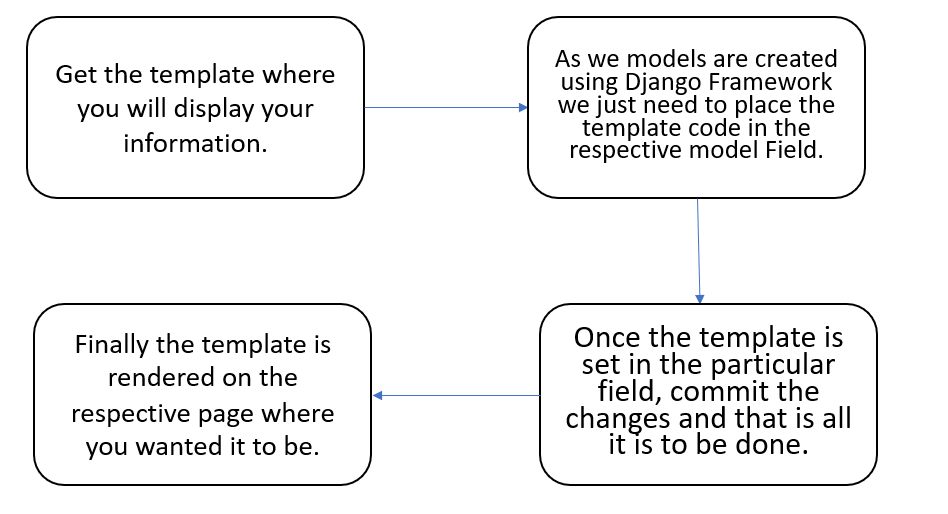 Get the template where
you will display your
information.
As we models are created
using Django Framework
we just need to place the
template code in the
respective model Field.
Once the template is
set in the particular
field, commit the
changes and that is all
it is to be done.
Finally the template is
rendered on the
respective page where
you wanted it to be.